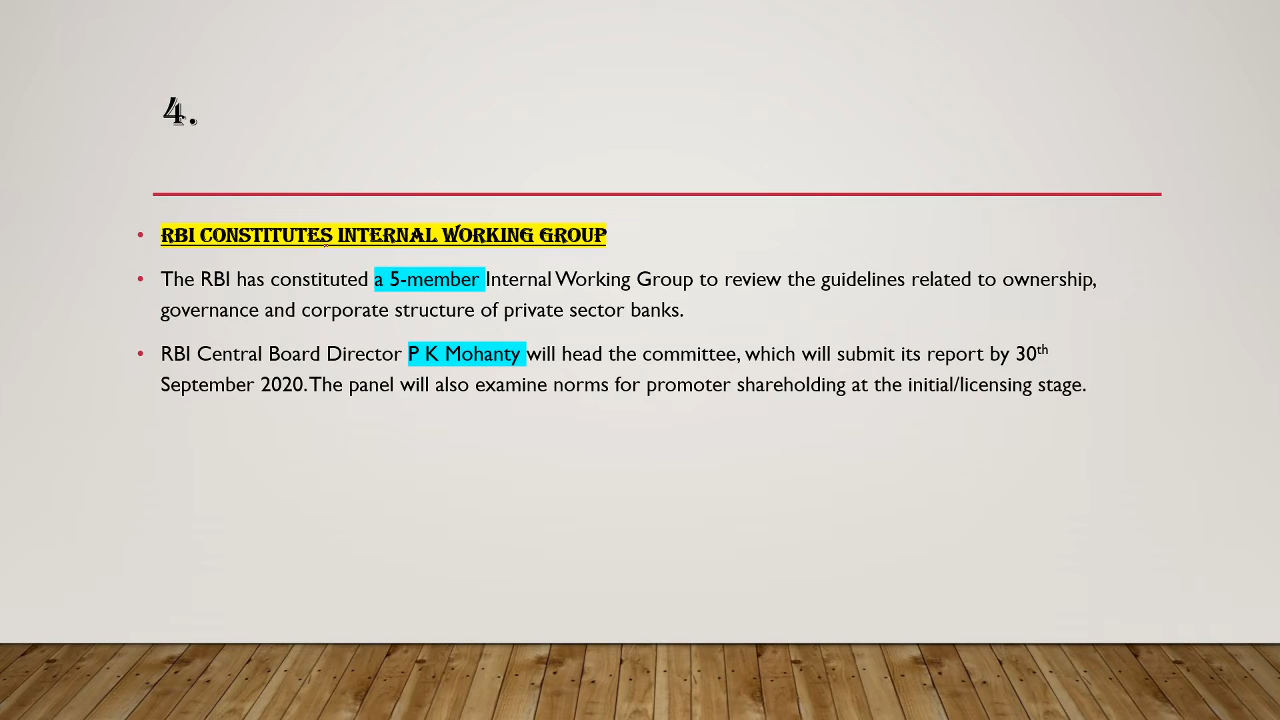 4.
RBI CONSTITUTES INTERNAL WORKING GROUP
The RBI has constituted a 5-member Internal Working Group to review the guidelines related to ownership,
governance and corporate structure of private sector banks.
RBI Central Board Director P K Mohanty will head the committee, which will submit its report by 30th
September 2020. The panel will also examine norms for promoter shareholding at the initial/licensing stage.